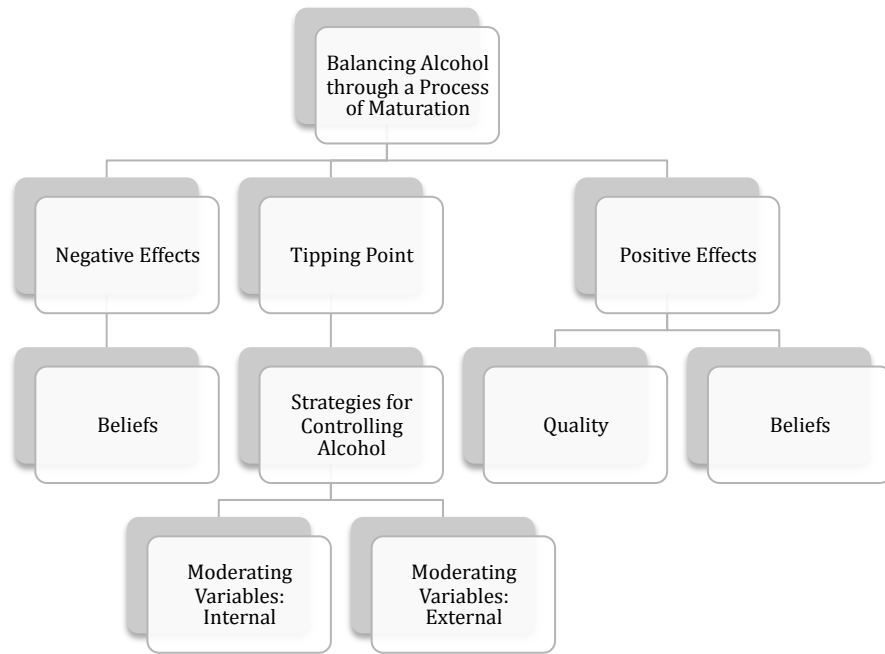 Balancing Alcohol
through a Process
of Maturation
Negative Effects
Tipping Point
Positive Effects
Beliefs
Strategies for
Controlling
Alcohol
Quality
Beliefs
Moderating
Variables:
Internal
Moderating
Variables:
External